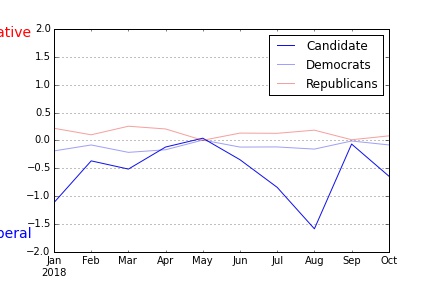 2.0
ative
Candidate
Democrats
Republicans
1.5
1.0
0.5
0.0
−0.5
−1.0
−1.5
beral
−2.0
Jan Feb Mar Apr May Jun Jul Aug Sep Oct
2018